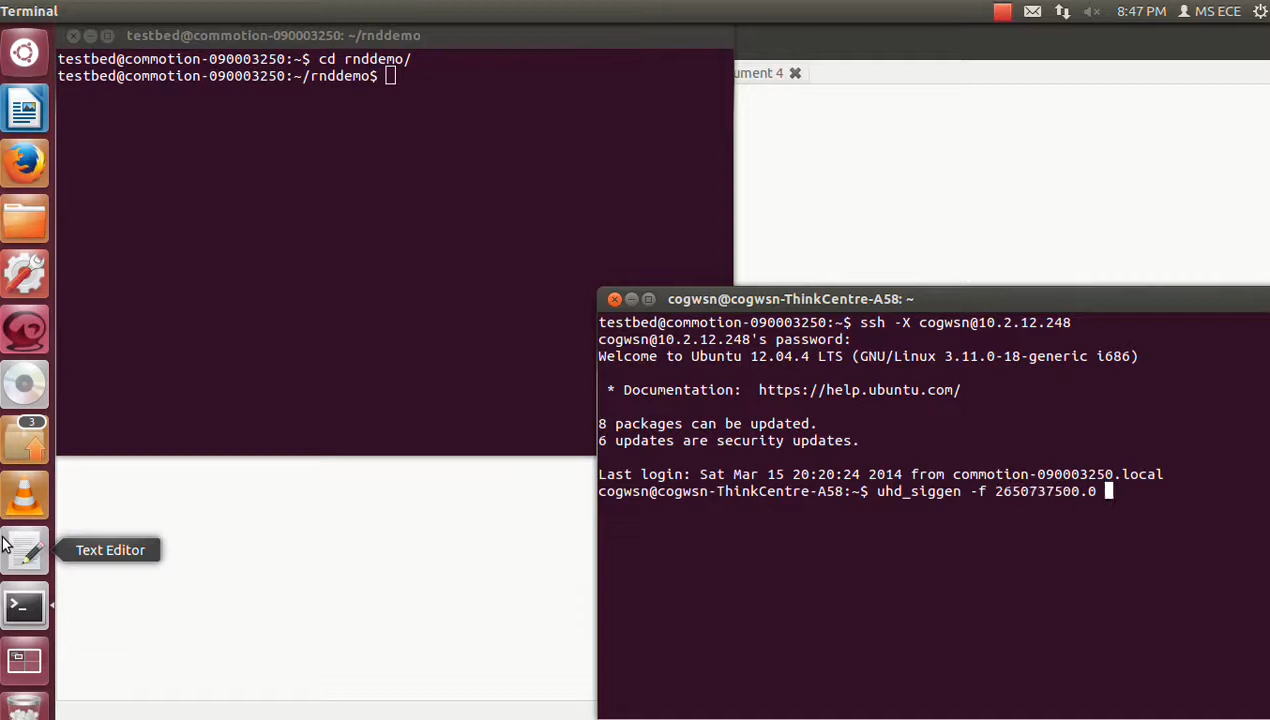 Terminal
8:47 PM
MS ECE
testbed@commotion-090003250: ~/rnddemo
testbed@commotion-090003250:~$ cd rnddemo/
testbed@commotion-090003250:~/rnddemo$
ument 4
cogwsn@cogwsn-ThinkCentre-A58: ~
testbed@commotion-090003250:~$ ssh -X cogwsn@10.2.12.248
cogwsn@10.2.12.248's password:
Welcome to Ubuntu 12.04.4 LTS (GNU/Linux 3.11.0-18-generic i686)
* Documentation:  https://help.ubuntu.com/
8 packages can be updated.
6 updates are security updates.
Last login: Sat Mar 15 20:20:24 2014 from commotion-090003250.local
cogwsn@cogwsn-ThinkCentre-A58:~$ uhd_siggen -f 2650737500.0
3
Text Editor
>_